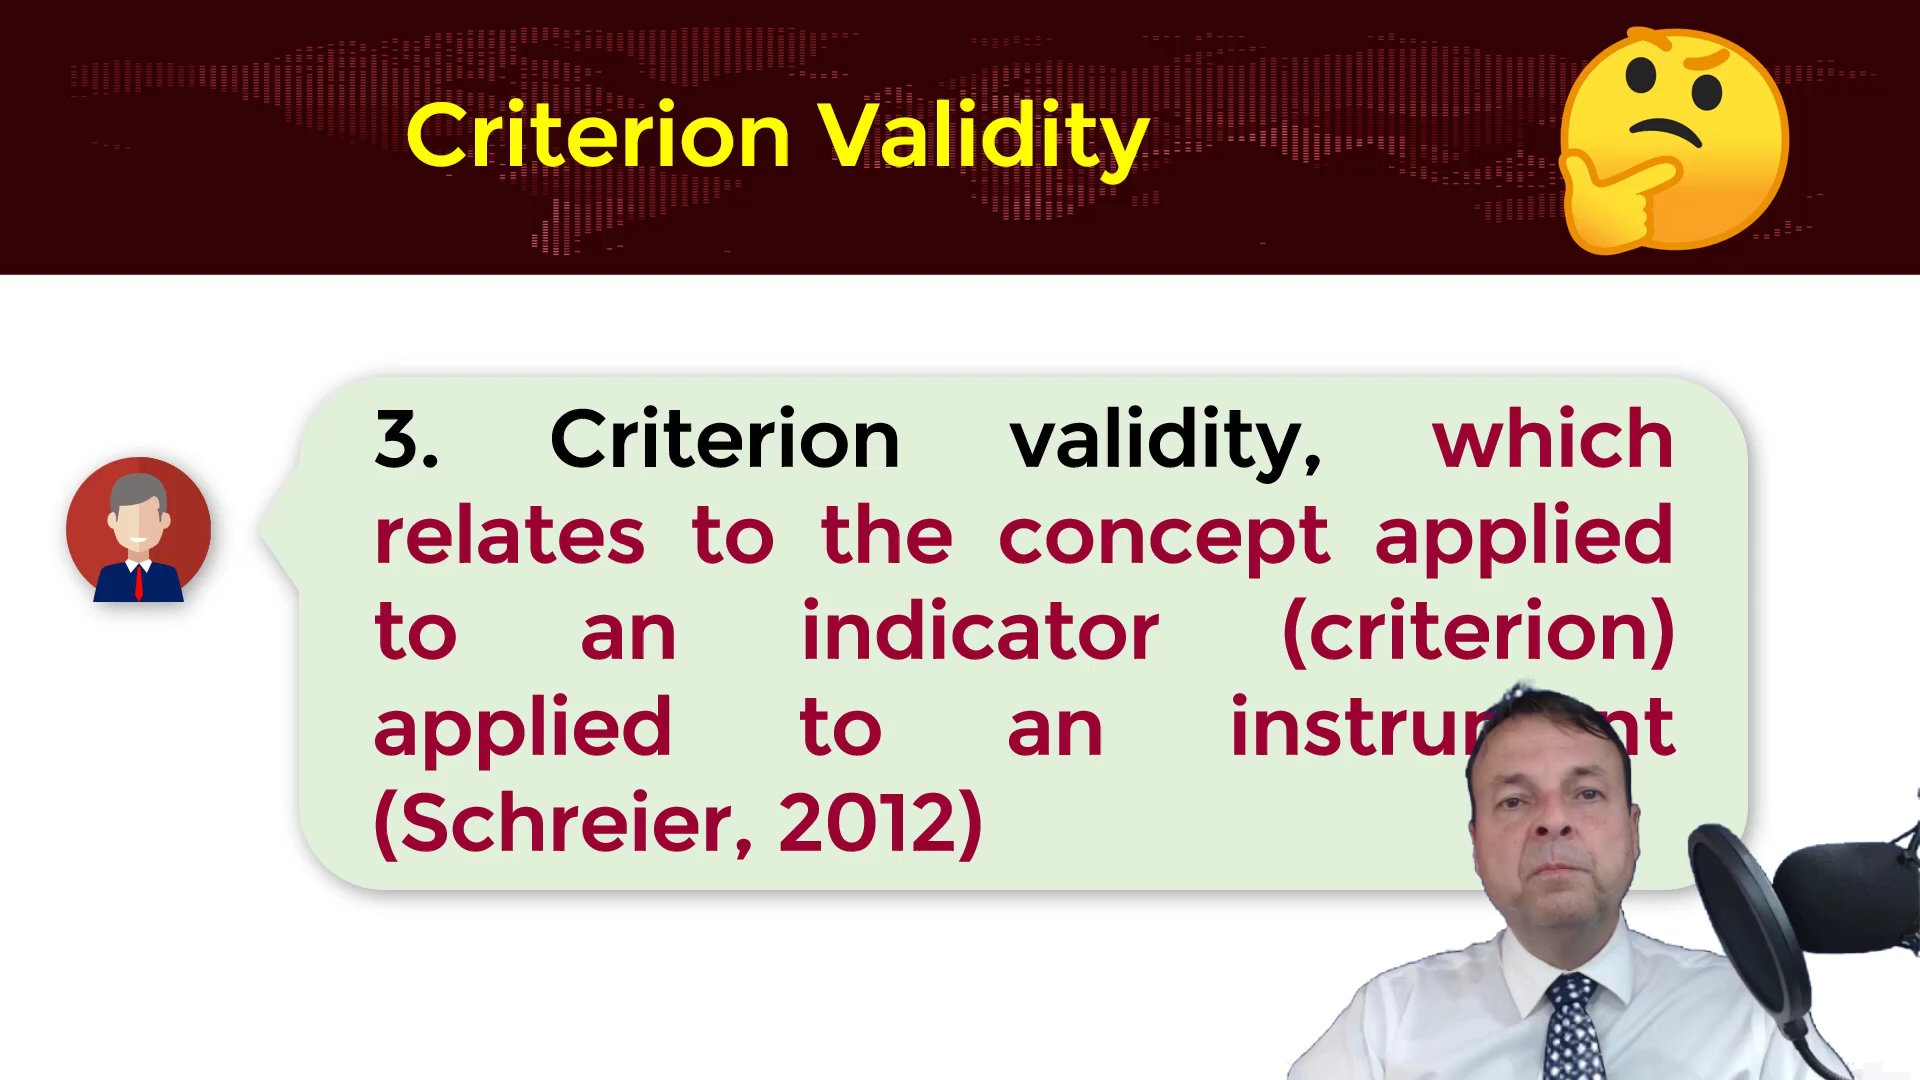 Criterion Validity
3. Criterion validity, which
relates to the concept applied
to an indicator (criterion)
applied to an
(Schreier, 2012)